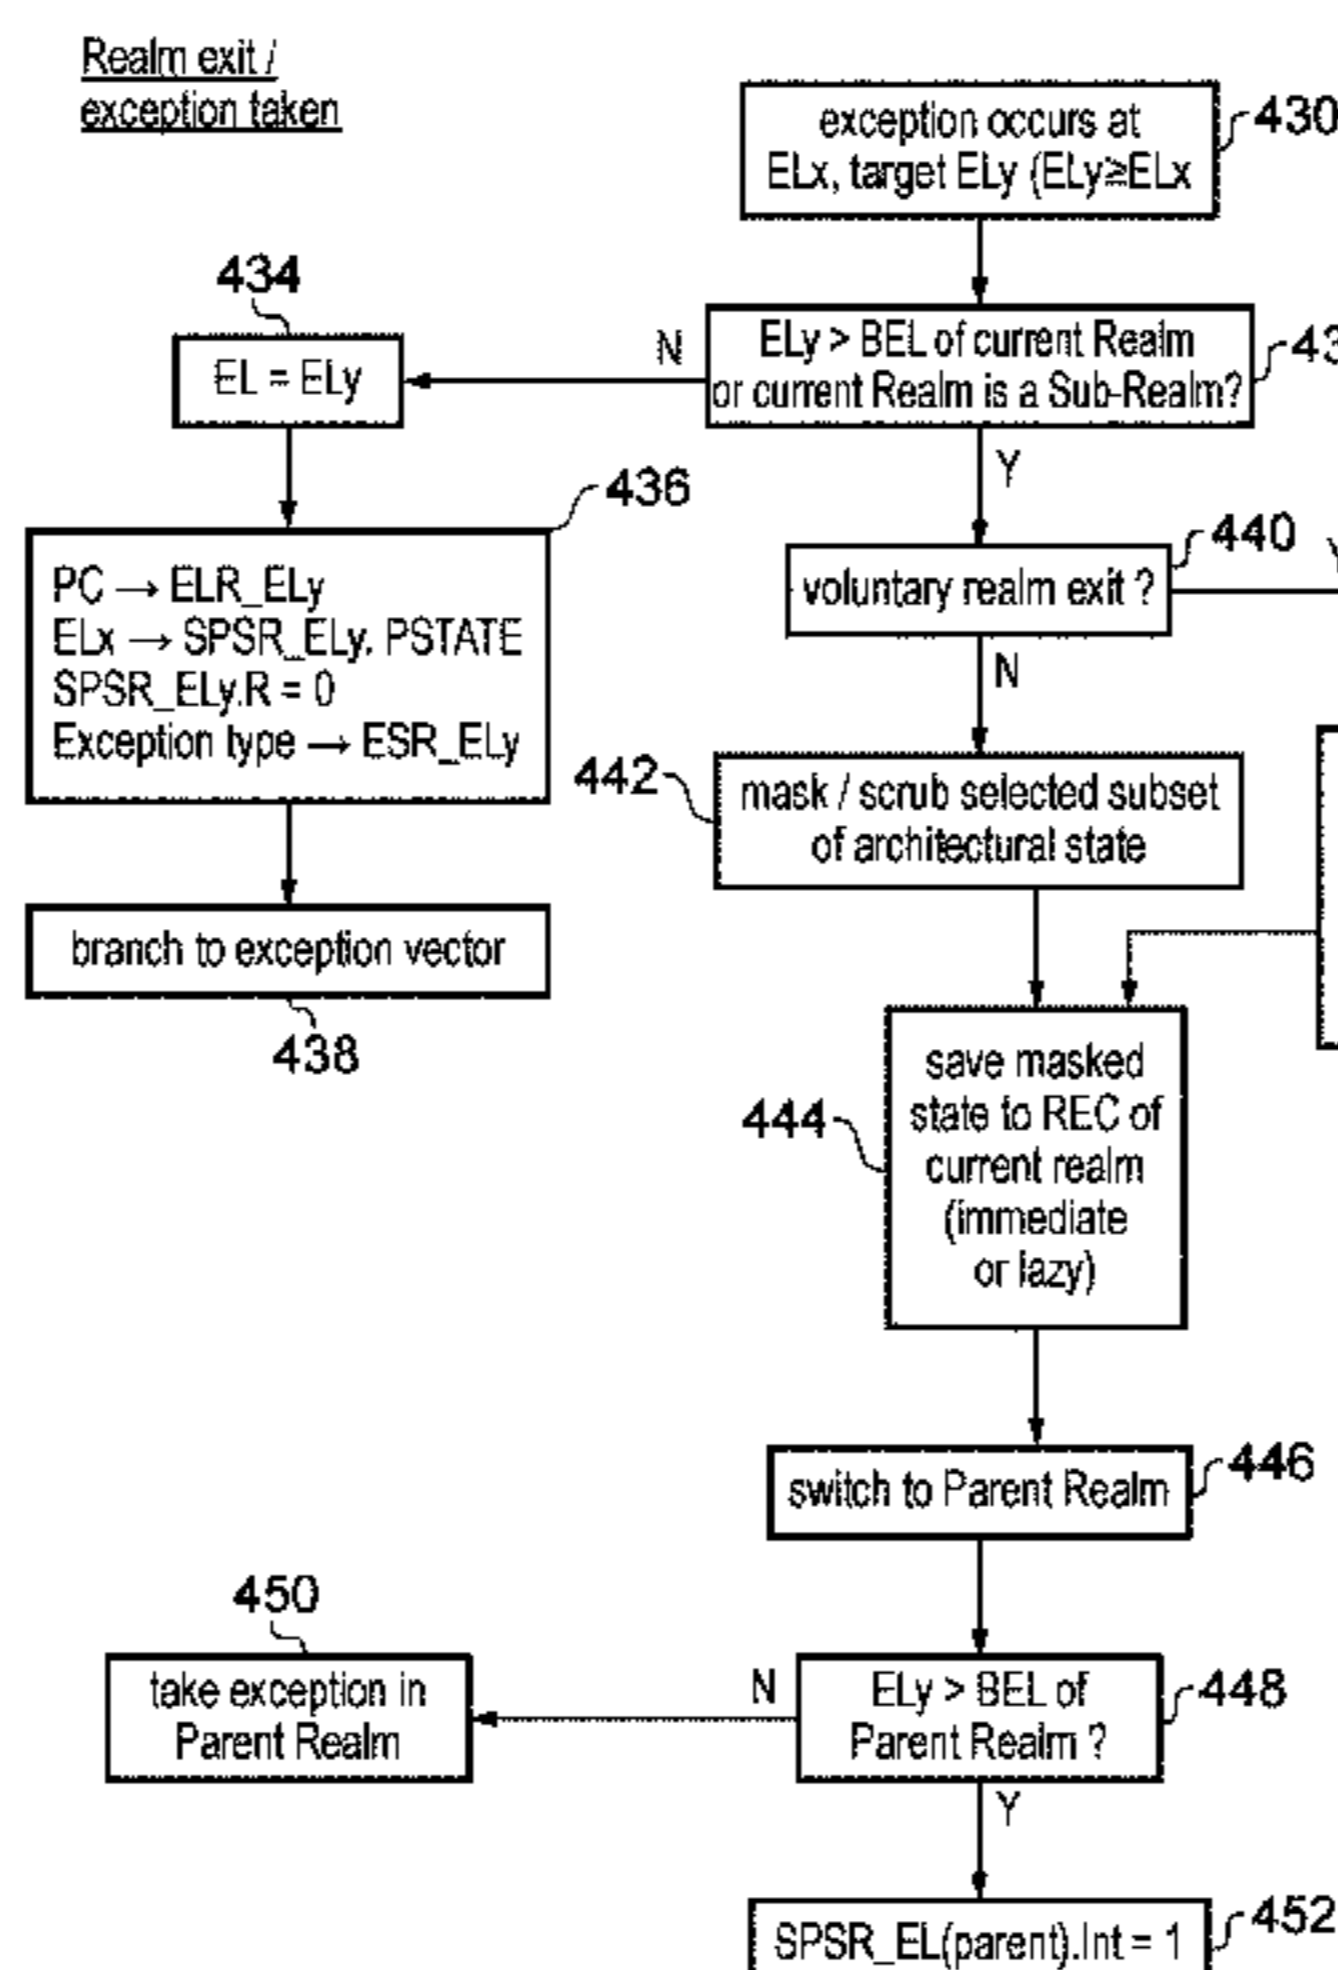 Realm exit /
exception taken
exception occurs at
ELx, target ELy (ELy≥ELx
430
434
N
ELy > BEL of current Realm
or current Realm is a Sub-Realm?
43
EL = ELy
Y
436
440
PC → ELR_ELy
ELx → SPSR_ELy. PSTATE
SPSR_ELy.R = 0
Exception type → ESR_ELy
voluntary realm exit ?
N
442
mask / scrub selected subset
of architectural state
branch to exception vector
438
444
save masked
state to REC of
current realm
(immediate
or lazy)
446
switch to Parent Realm
450
take exception in
Parent Realm
N
ELy > BEL of
Parent Realm ?
448
Y
452
SPSR_EL(parent).Int = 1